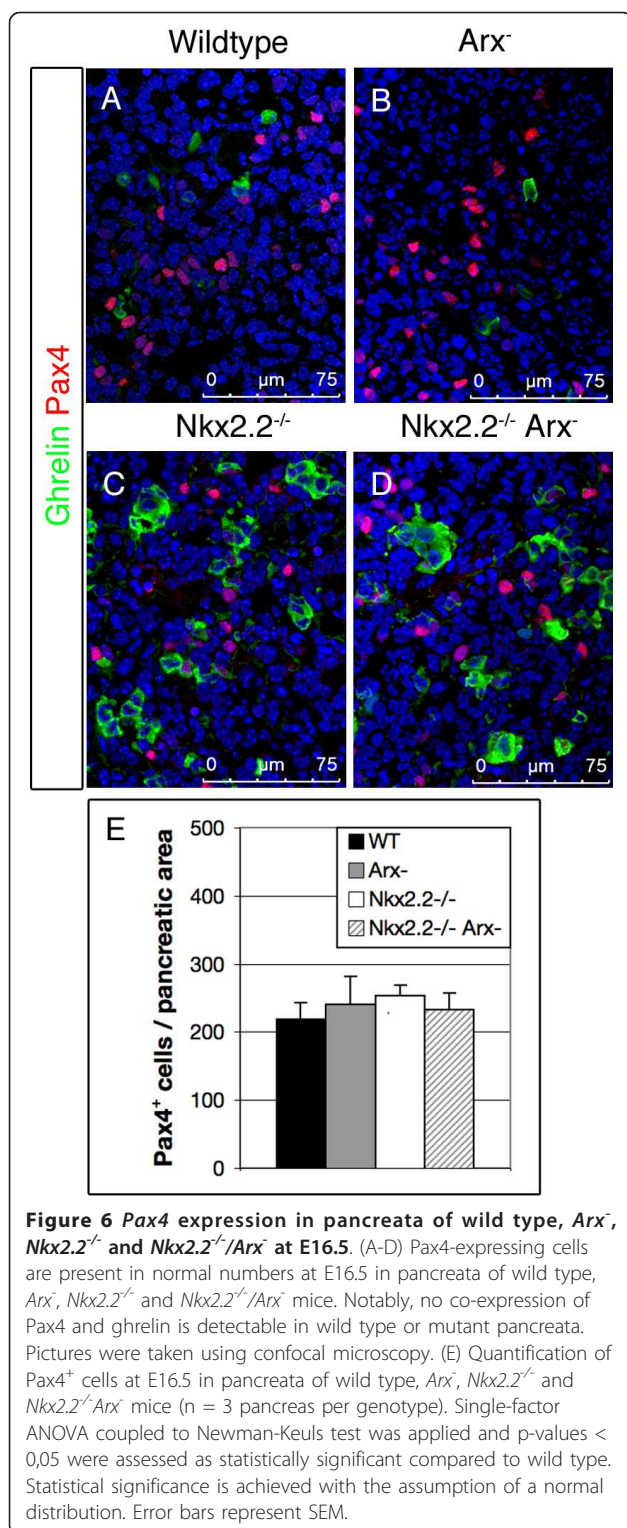 Wildtype Arx⁻
Ghrelin Pax4
A
B
0 µm 75
0 µm 75
Nkx2.2⁻/⁻ Nkx2.2⁻/⁻ Arx⁻
C
D
0 µm 75
0 µm 75
E
Pax4⁺ cells / pancreatic area
500
400
300
200
100
0
WT
Arx-
Nkx2.2-/-
Nkx2.2-/- Arx-
Figure 6 Pax4 expression in pancreata of wild type, Arx⁻,
Nkx2.2⁻/⁻ and Nkx2.2⁻/⁻/Arx⁻ at E16.5. (A-D) Pax4-expressing cells
are present in normal numbers at E16.5 in pancreata of wild type,
Arx⁻, Nkx2.2⁻/⁻ and Nkx2.2⁻/⁻/Arx⁻ mice. Notably, no co-expression of
Pax4 and ghrelin is detectable in wild type or mutant pancreata.
Pictures were taken using confocal microscopy. (E) Quantification of
Pax4⁺ cells at E16.5 in pancreata of wild type, Arx⁻, Nkx2.2⁻/⁻ and
Nkx2.2⁻/⁻Arx⁻ mice (n = 3 pancreas per genotype). Single-factor
ANOVA coupled to Newman-Keuls test was applied and p-values <
0,05 were assessed as statistically significant compared to wild type.
Statistical significance is achieved with the assumption of a normal
distribution. Error bars represent SEM.